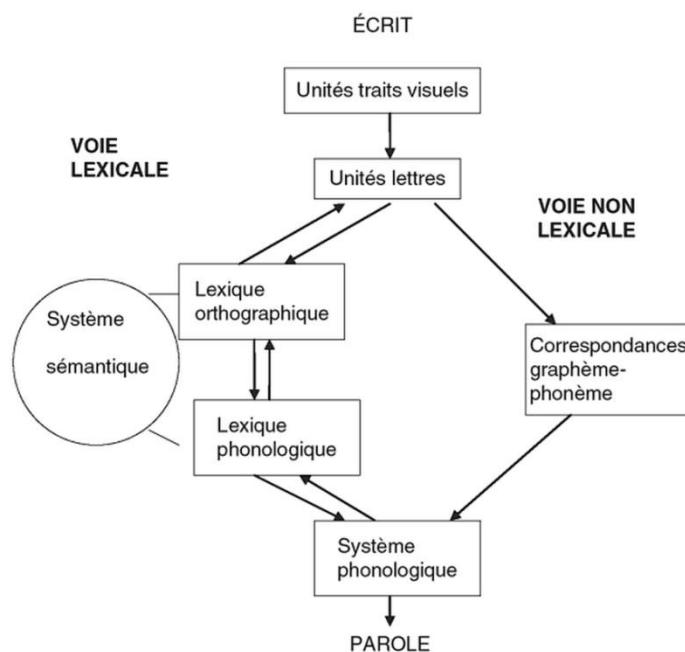 ÉCRIT
Unités traits visuels
VOIE
LEXICALE
Unités lettres
VOIE NON
LEXICALE
Lexique
orthographique
Système
sémantique
Correspondances
graphème-
phonème
Lexique
phonologique
Système
phonologique
PAROLE